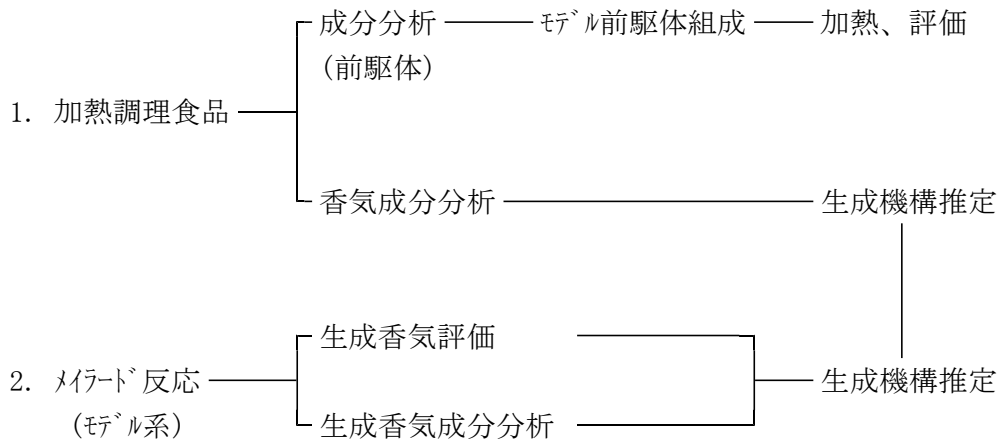 成分分析 ﾓﾃﾞﾙ前駆体組成 加熱、評価
(前駆体)
1. 加熱調理食品
香気成分分析 生成機構推定
生成香気評価
2. ﾒｲﾗｰﾄﾞ反応 生成機構推定
(ﾓﾃﾞﾙ系) 生成香気成分分析